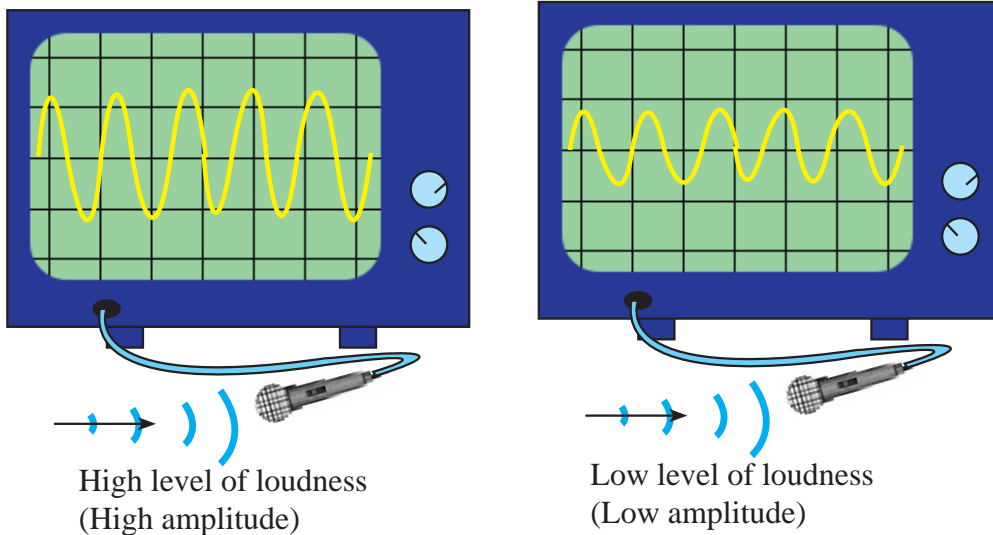 High level of loudness
(High amplitude)
Low level of loudness
(Low amplitude)